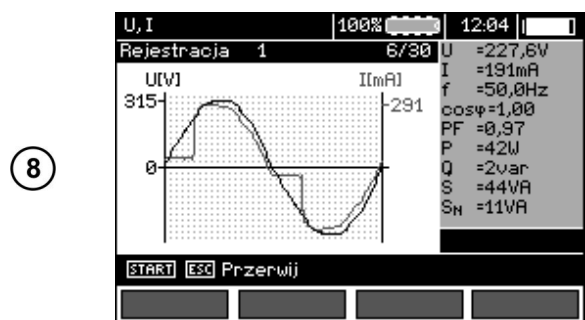 U,I 100% 12:04
Rejestracja 1 6/30
U[V] I[mA]
315 291
0
U =227,6V
I =191mA
f =50,0Hz
cosφ=1,00
PF =0,97
P =42W
Q =2var
S =44VA
SN =11VA
START ESC Przerwij
8